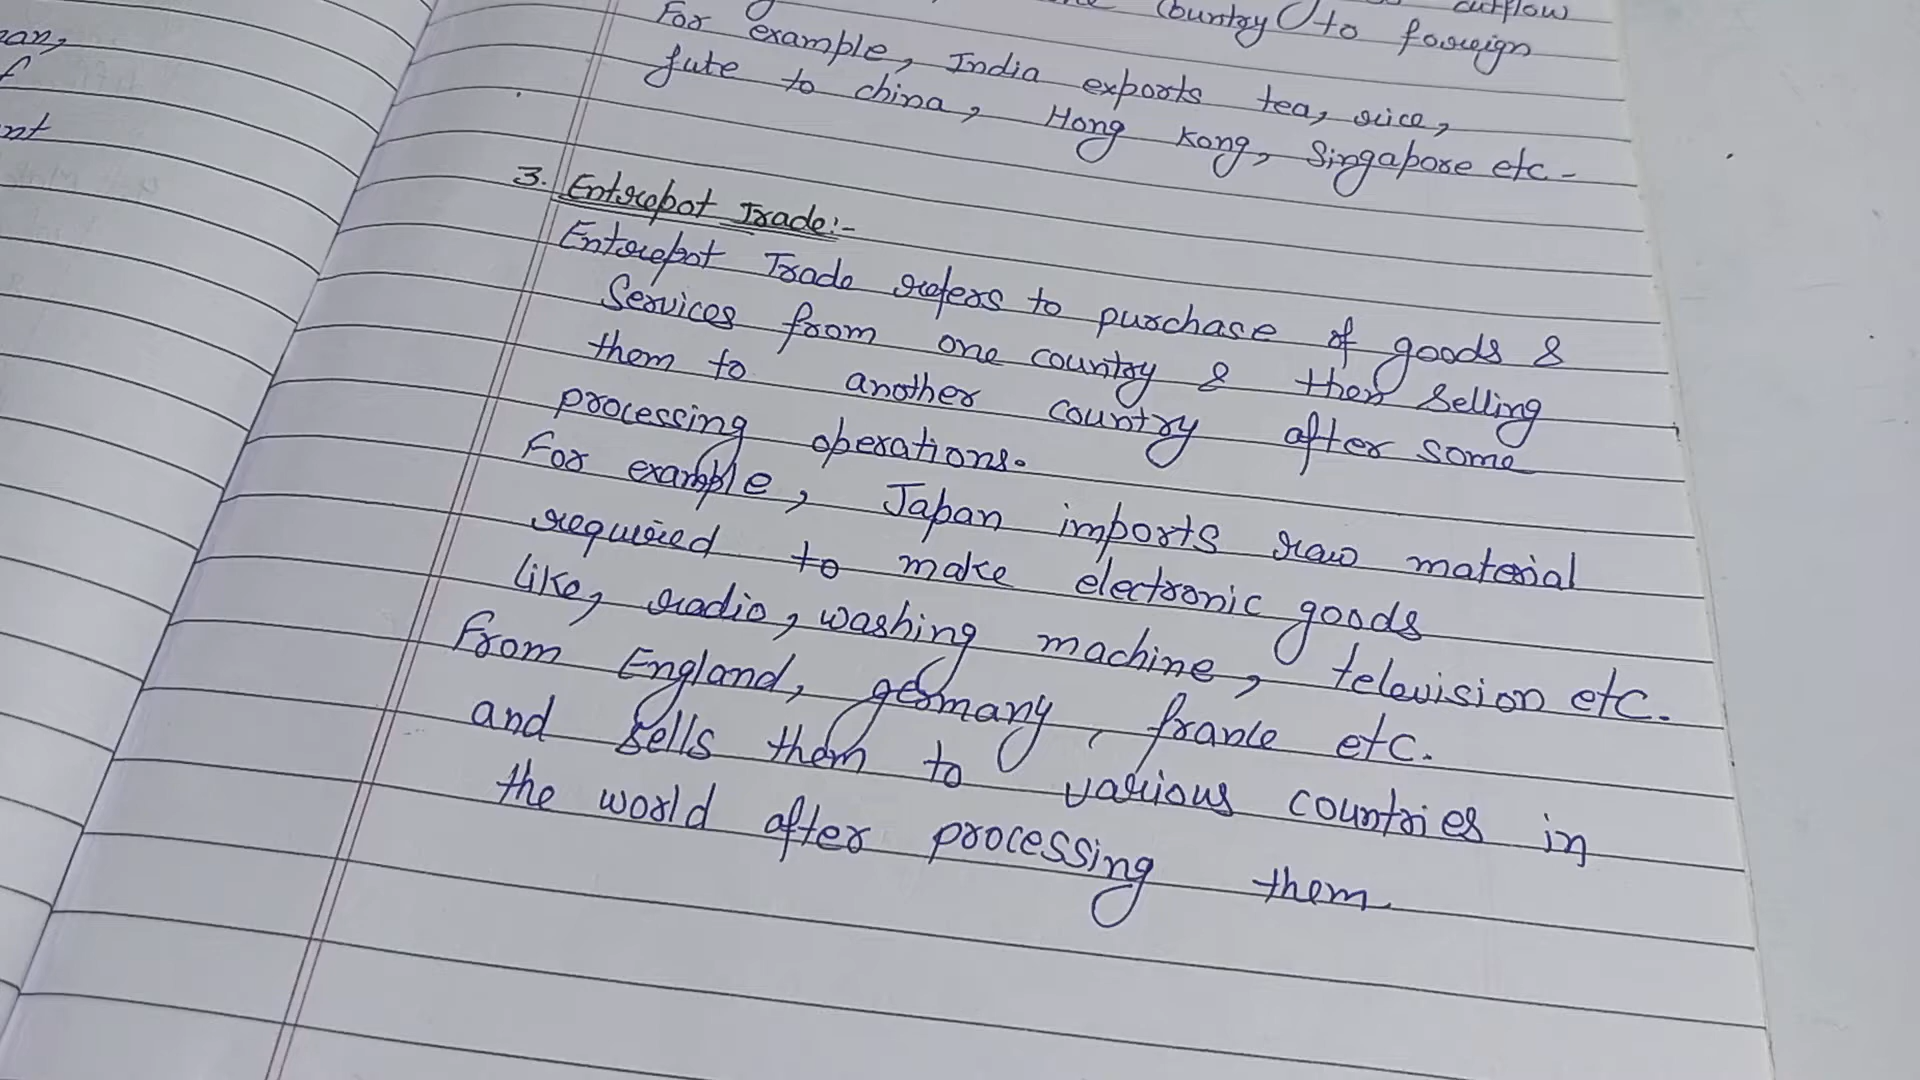 outflow
country to foreign
For example, India exports tea, rice,
Jute to china, Hong Kong, Singapore etc-
3. Entrepot Trade:-
Entrepot Trade refers to purchase of goods &
Services from one country & then Selling
them to another country after some
processing operations.
For example, Japan imports raw material
required to make electronic goods
like, radio, washing machine, television etc.
From England, germany, france etc.
and sells them to various countries in
the world after processing them.